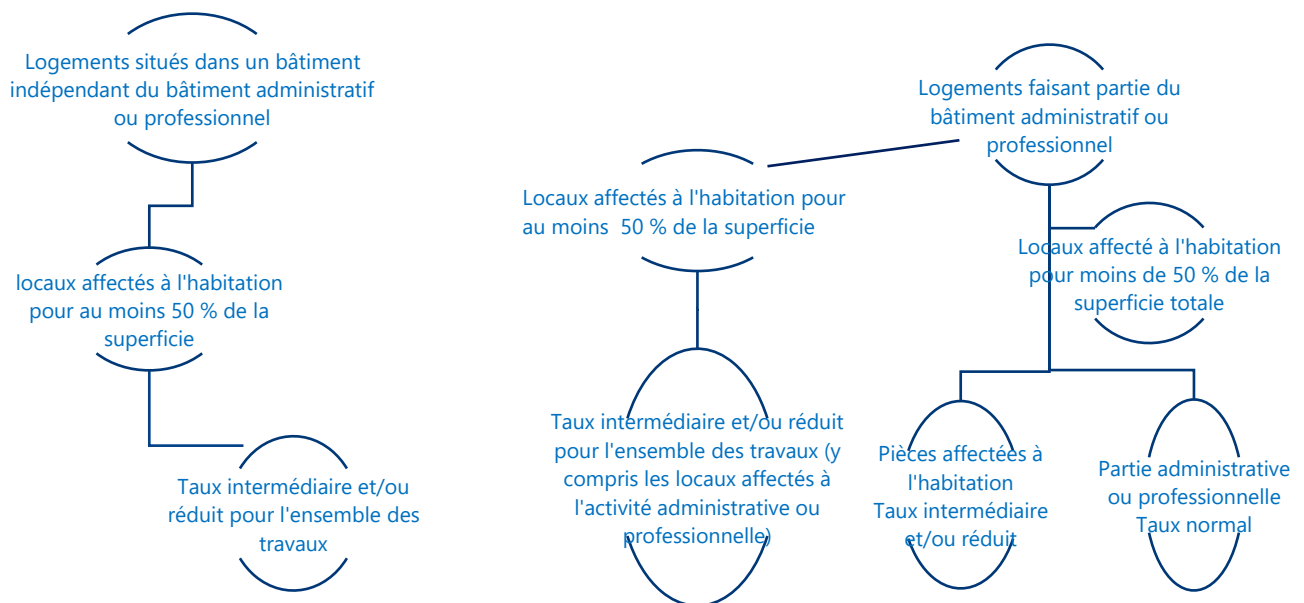 Logements situés dans un bâtiment
indépendant du bâtiment administratif
ou professionnel
locaux affectés à l'habitation
pour au moins 50 % de la
superficie
Taux intermédiaire et/ou
réduit pour l'ensemble des
travaux
Logements faisant partie du
bâtiment administratif ou
professionnel
Locaux affectés à l'habitation pour
au moins 50 % de la superficie
Locaux affecté à l'habitation
pour moins de 50 % de la
superficie totale
Taux intermédiaire et/ou réduit
pour l'ensemble des travaux (y
compris les locaux affectés à
l'activité administrative ou
professionnelle)
Pièces affectées à
l'habitation
Taux intermédiaire
et/ou réduit
Partie administrative
ou professionnelle
Taux normal